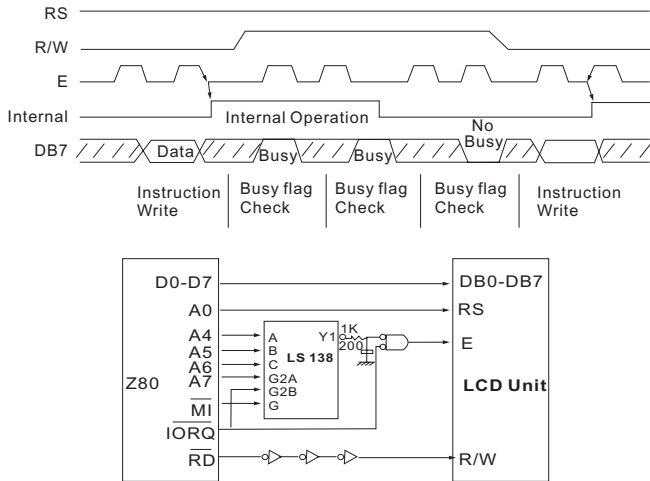 RS
R/W
E
Internal
Internal Operation
No
Busy
DB7
Data
Busy
Busy
Instruction
Write
Busy flag
Check
Busy flag
Check
Busy flag
Check
Instruction
Write
D0-D7
DB0-DB7
A0
RS
A4
A
Y1
1K
A5
B
200
E
A6
C
LS 138
A7
G2A
Z80
G2B
LCD Unit
MI
G
IORQ
RD
R/W